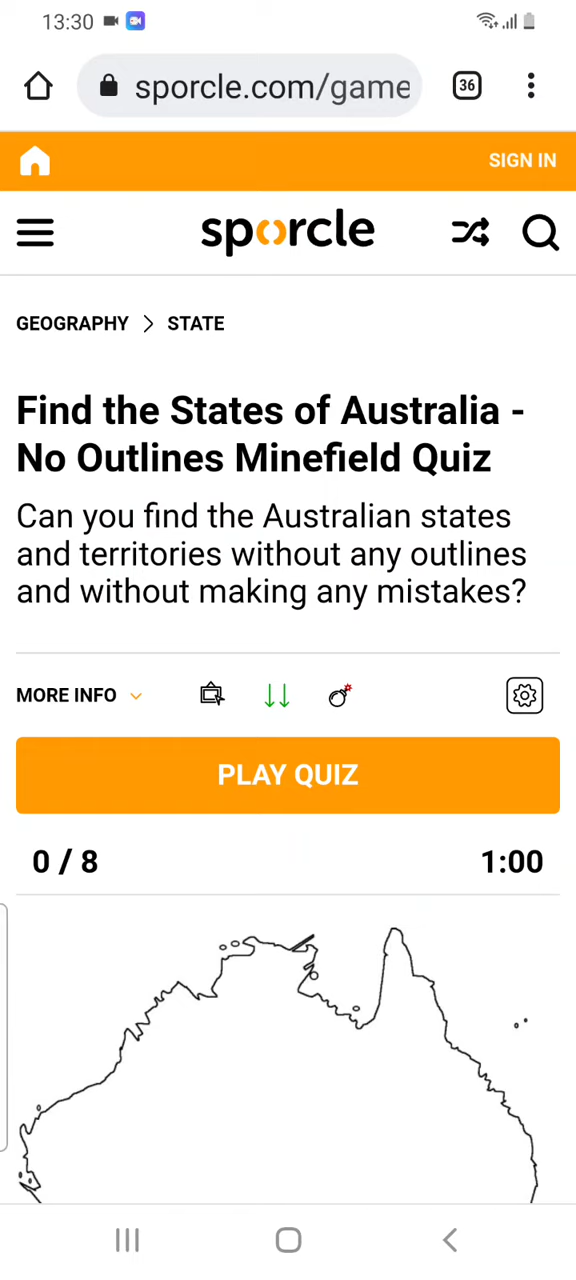 13:30
sporcle.com/game
36
SIGN IN
sporcle
GEOGRAPHY > STATE
Find the States of Australia -
No Outlines Minefield Quiz
Can you find the Australian states
and territories without any outlines
and without making any mistakes?
MORE INFO
PLAY QUIZ
0 / 8
1:00